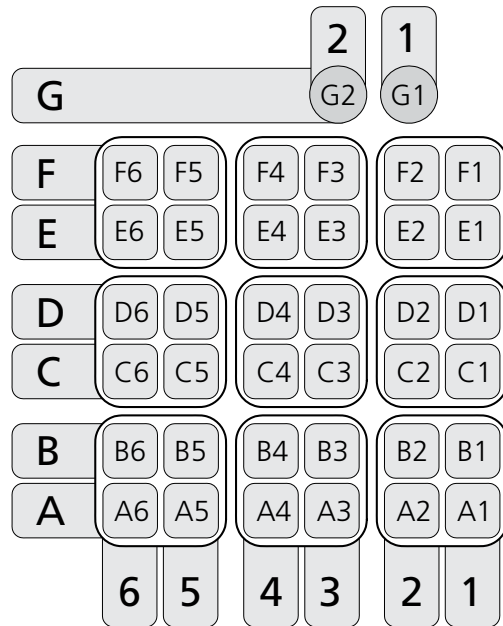 2 1
G G2 G1
F F6 F5 F4 F3 F2 F1
E E6 E5 E4 E3 E2 E1
D D6 D5 D4 D3 D2 D1
C C6 C5 C4 C3 C2 C1
B B6 B5 B4 B3 B2 B1
A A6 A5 A4 A3 A2 A1
6 5 4 3 2 1